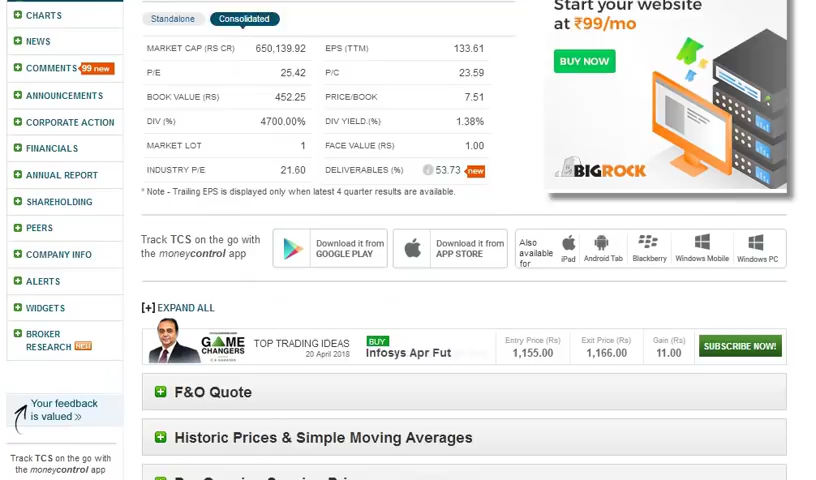 CHARTS
NEWS
COMMENTS 99 new
ANNOUNCEMENTS
CORPORATE ACTION
FINANCIALS
ANNUAL REPORT
SHAREHOLDING
PEERS
COMPANY INFO
ALERTS
WIDGETS
BROKER
RESEARCH NEW
Your feedback
is valued »
Track TCS on the go with
the moneycontrol app
Standalone Consolidated
MARKET CAP (RS CR) 650,139.92 EPS (TTM) 133.61
P/E 25.42 P/C 23.59
BOOK VALUE (RS) 452.25 PRICE/BOOK 7.51
DIV (%) 4700.00% DIV YIELD.(%) 1.38%
MARKET LOT 1 FACE VALUE (RS) 1.00
INDUSTRY P/E 21.60 DELIVERABLES (%) i 53.73 new
* Note - Trailing EPS is displayed only when latest 4 quarter results are available.
Start your website
at ₹99/mo
BUY NOW
BIGROCK
Track TCS on the go with
the moneycontrol app
Download it from
GOOGLE PLAY
Download it from
APP STORE
Also
available
for
iPad Android Tab Blackberry Windows Mobile Windows PC
[+] EXPAND ALL
GAME
CHANGERS
TOP TRADING IDEAS
20 April 2018
BUY
Infosys Apr Fut
Entry Price (Rs)
1,155.00
Exit Price (Rs)
1,166.00
Gain (Rs)
11.00
SUBSCRIBE NOW!
F&O Quote
Historic Prices & Simple Moving Averages